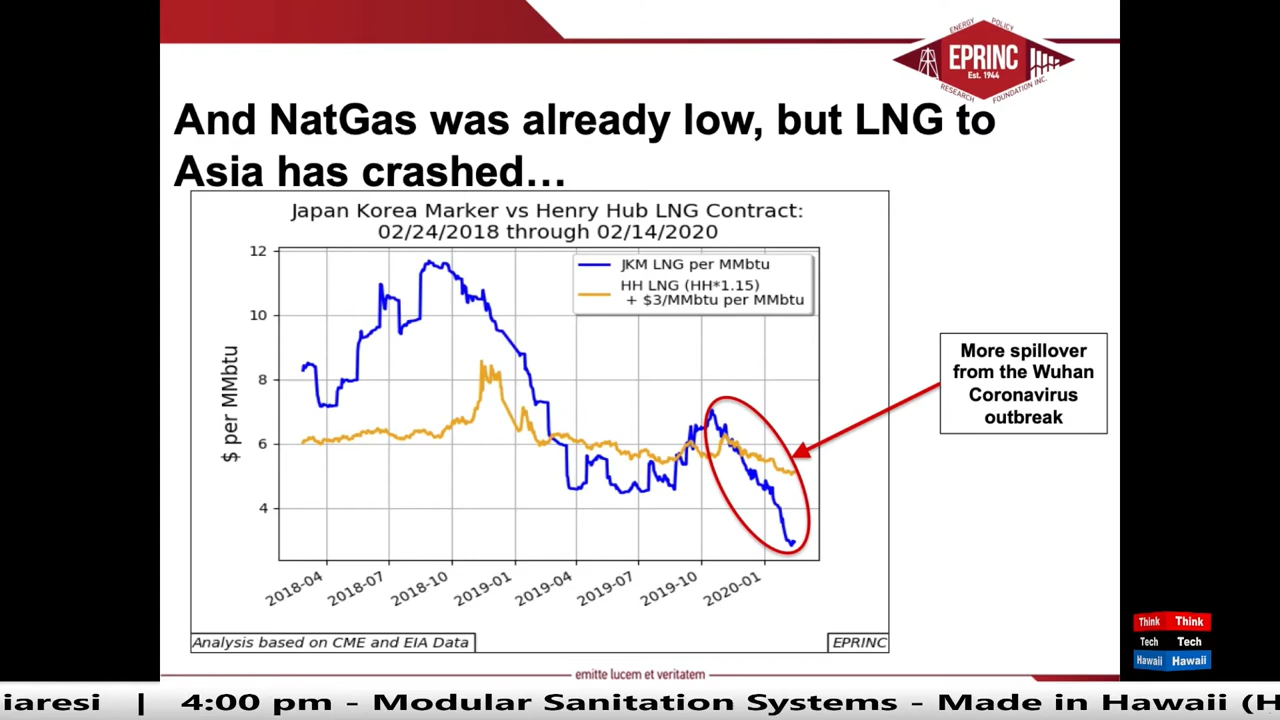 ENERGY POLICY
EPRINC
Est. 1944
RESEARCH FOUNDATION INC.
And NatGas was already low, but LNG to
Asia has crashed…
Japan Korea Marker vs Henry Hub LNG Contract:
02/24/2018 through 02/14/2020
JKM LNG per MMbtu
HH LNG (HH*1.15)
+ $3/MMbtu per MMbtu
$ per MMbtu
12
10
8
6
4
2018-04
2018-07
2018-10
2019-01
2019-04
2019-07
2019-10
2020-01
More spillover
from the Wuhan
Coronavirus
outbreak
Analysis based on CME and EIA Data
EPRINC
emitte lucem et veritatem
Think Think
Tech Tech
Hawaii Hawaii
iaresi | 4:00 pm - Modular Sanitation Systems - Made in Hawaii (H